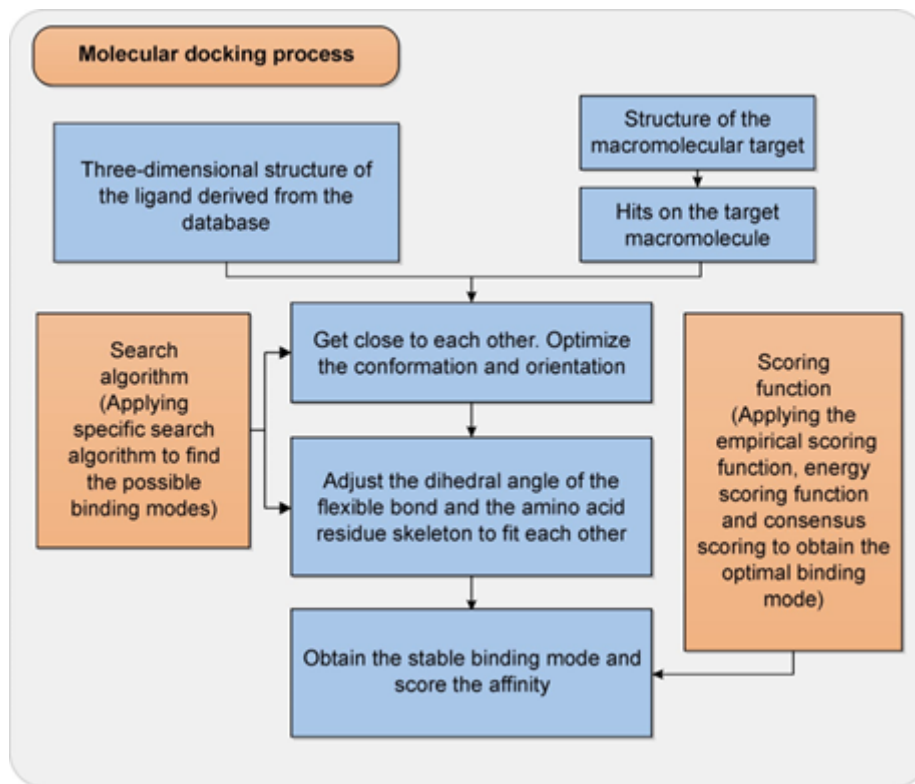 Molecular docking process
Three-dimensional structure of
the ligand derived from the
database
Structure of the
macromolecular target
Hits on the target
macromolecule
Get close to each other. Optimize
the conformation and orientation
Search
algorithm
(Applying
specific search
algorithm to find
the possible
binding modes)
Scoring
function
(Applying the
empirical scoring
function, energy
scoring function
and consensus
scoring to obtain the
optimal binding
mode)
Adjust the dihedral angle of the
flexible bond and the amino acid
residue skeleton to fit each other
Obtain the stable binding mode and
score the affinity